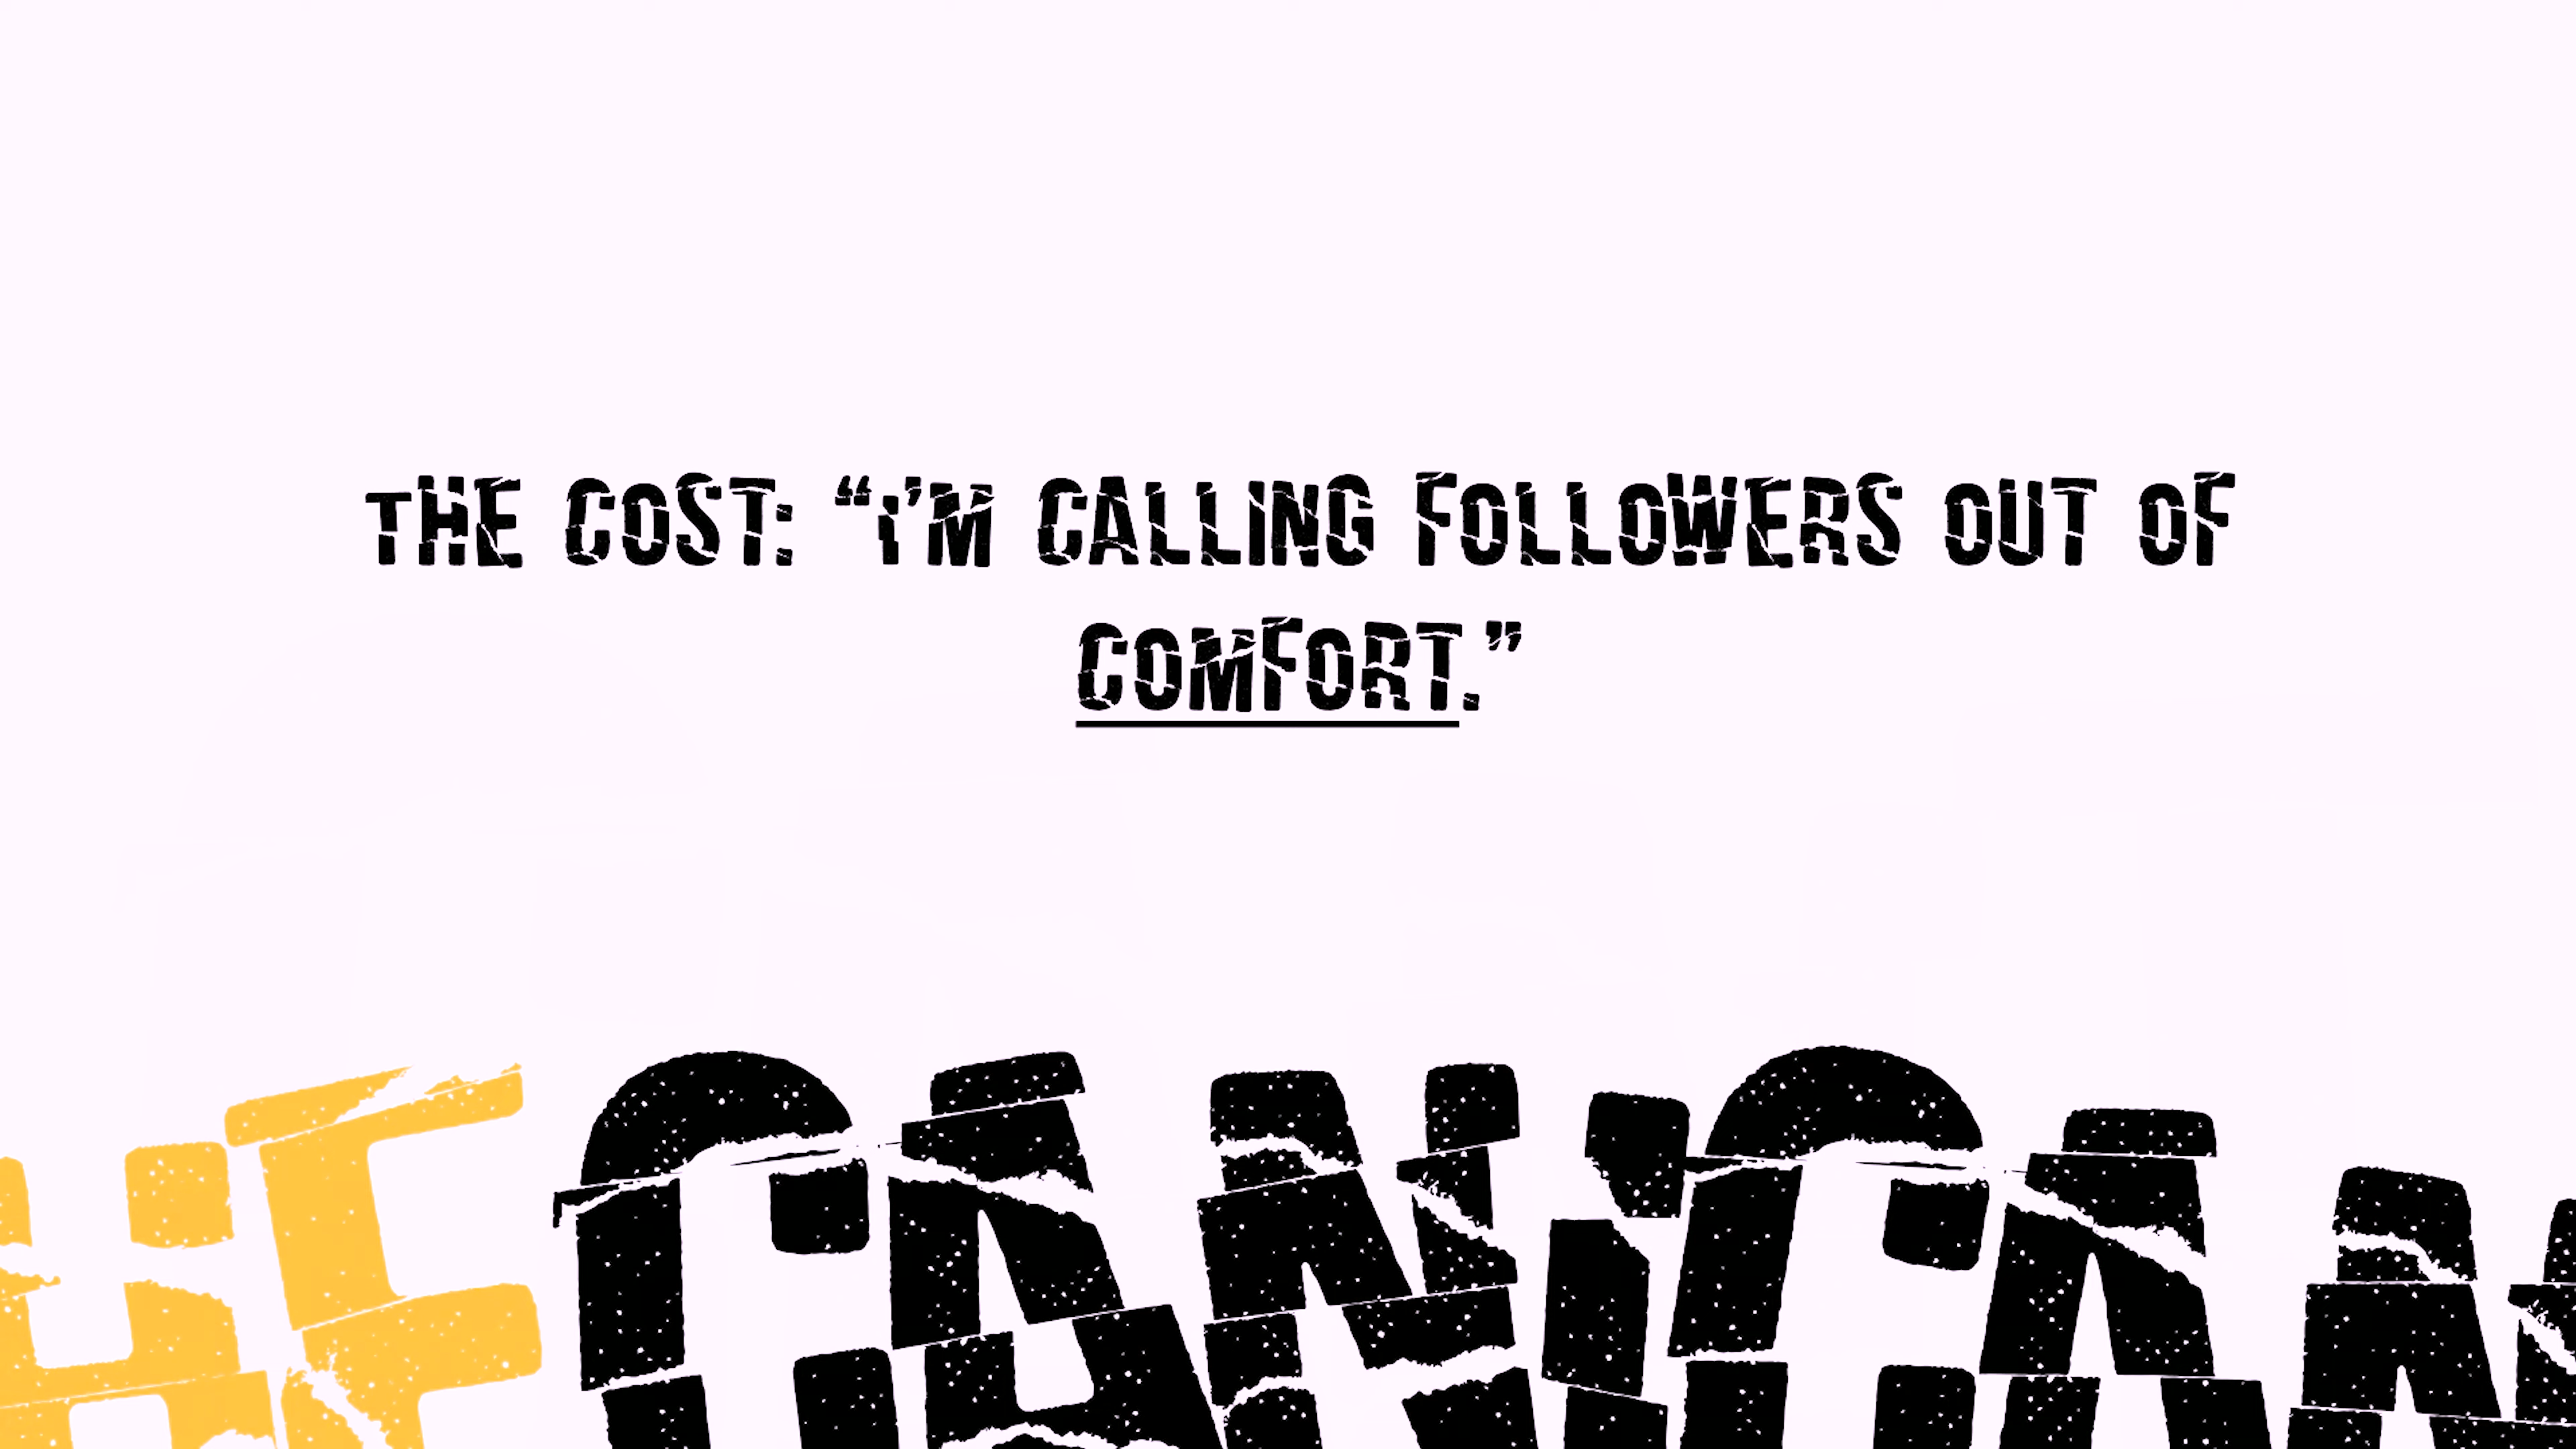 THE COST: “I’M CALLING FOLLOWERS OUT OF
COMFORT.”